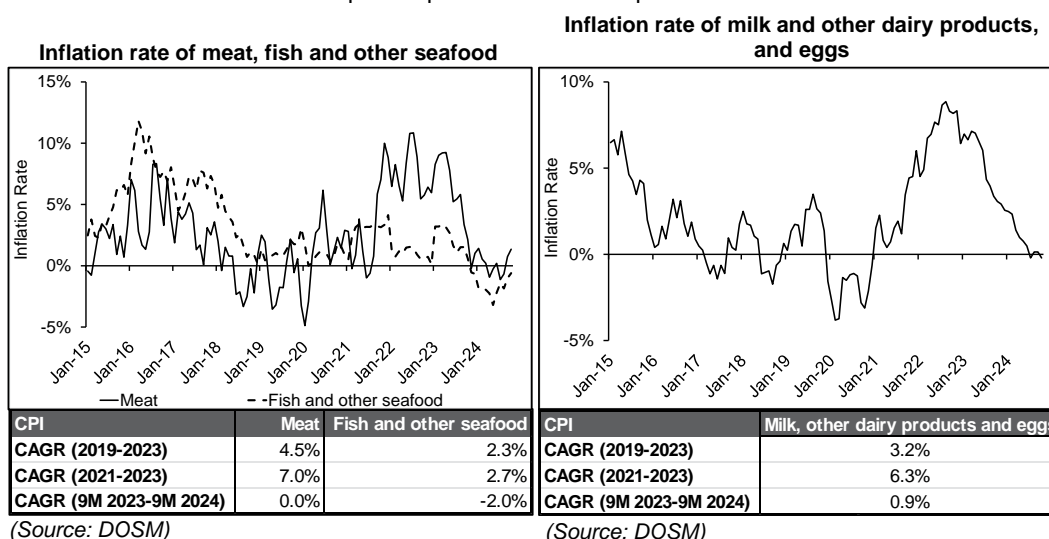 Inflation rate of meat, fish and other seafood
15%
10%
5%
0%
-5%
Inflation Rate
Jan-15
Jan-16
Jan-17
Jan-18
Jan-19
Jan-20
Jan-21
Jan-22
Jan-23
Jan-24
Meat
Fish and other seafood
CPI Meat Fish and other seafood
CAGR (2019-2023) 4.5% 2.3%
CAGR (2021-2023) 7.0% 2.7%
CAGR (9M 2023-9M 2024) 0.0% -2.0%
(Source: DOSM)
Inflation rate of milk and other dairy products,
and eggs
10%
5%
0%
-5%
Inflation Rate
Jan-15
Jan-16
Jan-17
Jan-18
Jan-19
Jan-20
Jan-21
Jan-22
Jan-23
Jan-24
CPI Milk, other dairy products and eggs
CAGR (2019-2023) 3.2%
CAGR (2021-2023) 6.3%
CAGR (9M 2023-9M 2024) 0.9%
(Source: DOSM)